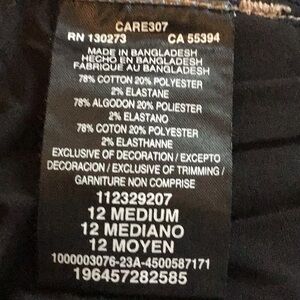 CARE307
RN 130273 CA 55394
MADE IN BANGLADESH
HECHO EN BANGLADESH
FABRIQUE AU BANGLADESH
78% COTTON 20% POLYESTER
2% ELASTANE
78% ALGODON 20% POLIESTER
2% ELASTANO
78% COTON 20% POLYESTER
2% ELASTHANNE
EXCLUSIVE OF DECORATION / EXCEPTO
DECORACION / EXCLUSIVE OF TRIMMING /
GARNITURE NON COMPRISE
112329207
12 MEDIUM
12 MEDIANO
12 MOYEN
1000003076-23A-4500587171
196457282585